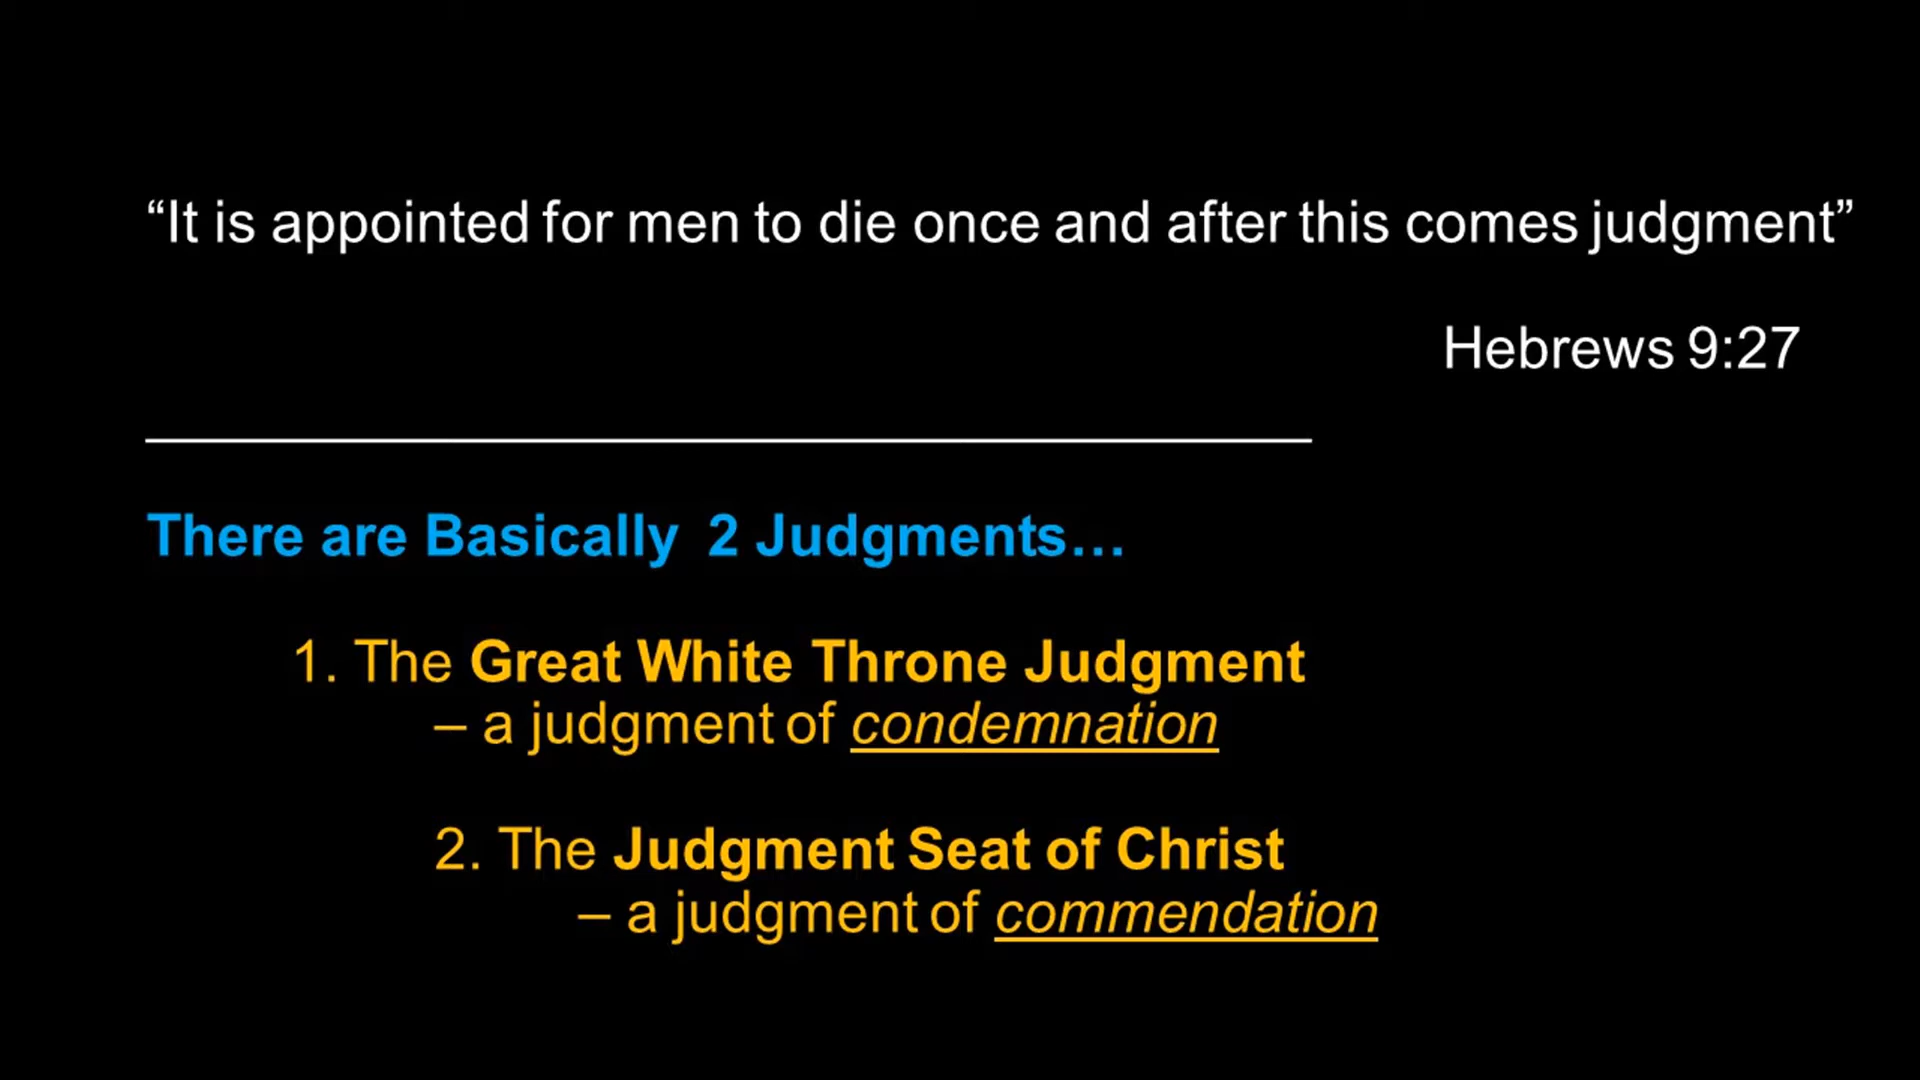 “It is appointed for men to die once and after this comes judgment”
Hebrews 9:27
There are Basically  2 Judgments…
1. The Great White Throne Judgment
– a judgment of condemnation
2. The Judgment Seat of Christ
– a judgment of commendation